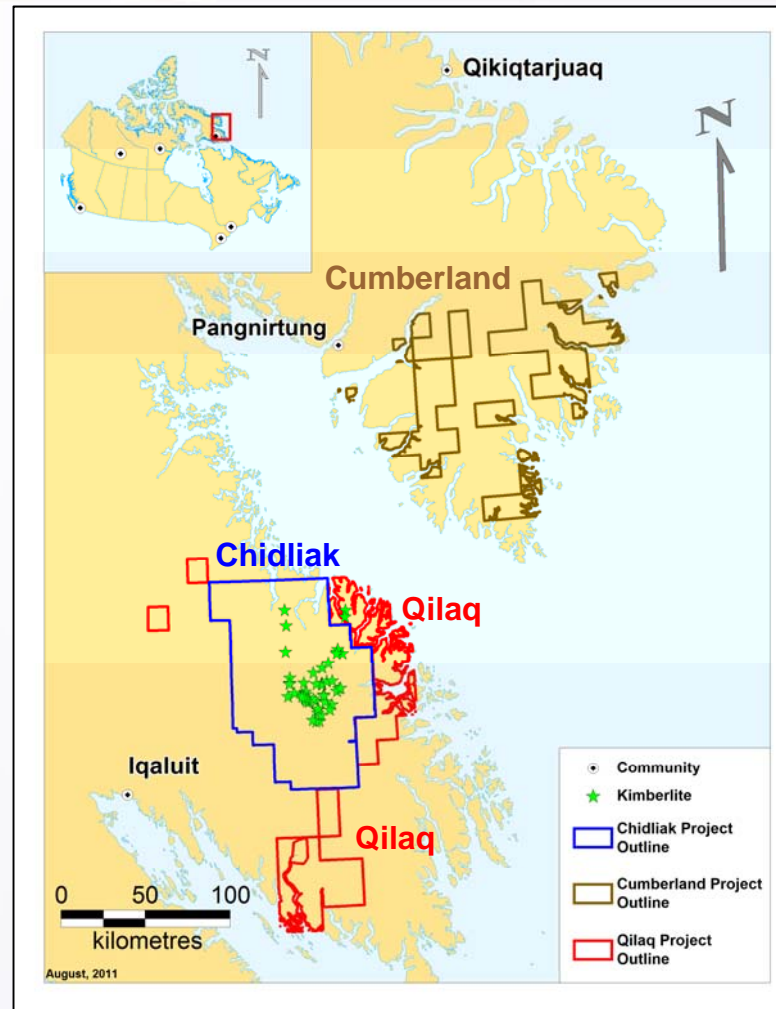 N
Qikiqtarjuaq
N
Cumberland
Pangnirtung
Chidliak
Qilaq
Iqaluit
Qilaq
0 50 100
kilometres
August, 2011
Community
Kimberlite
Chidliak Project
Outline
Cumberland Project
Outline
Qilaq Project
Outline